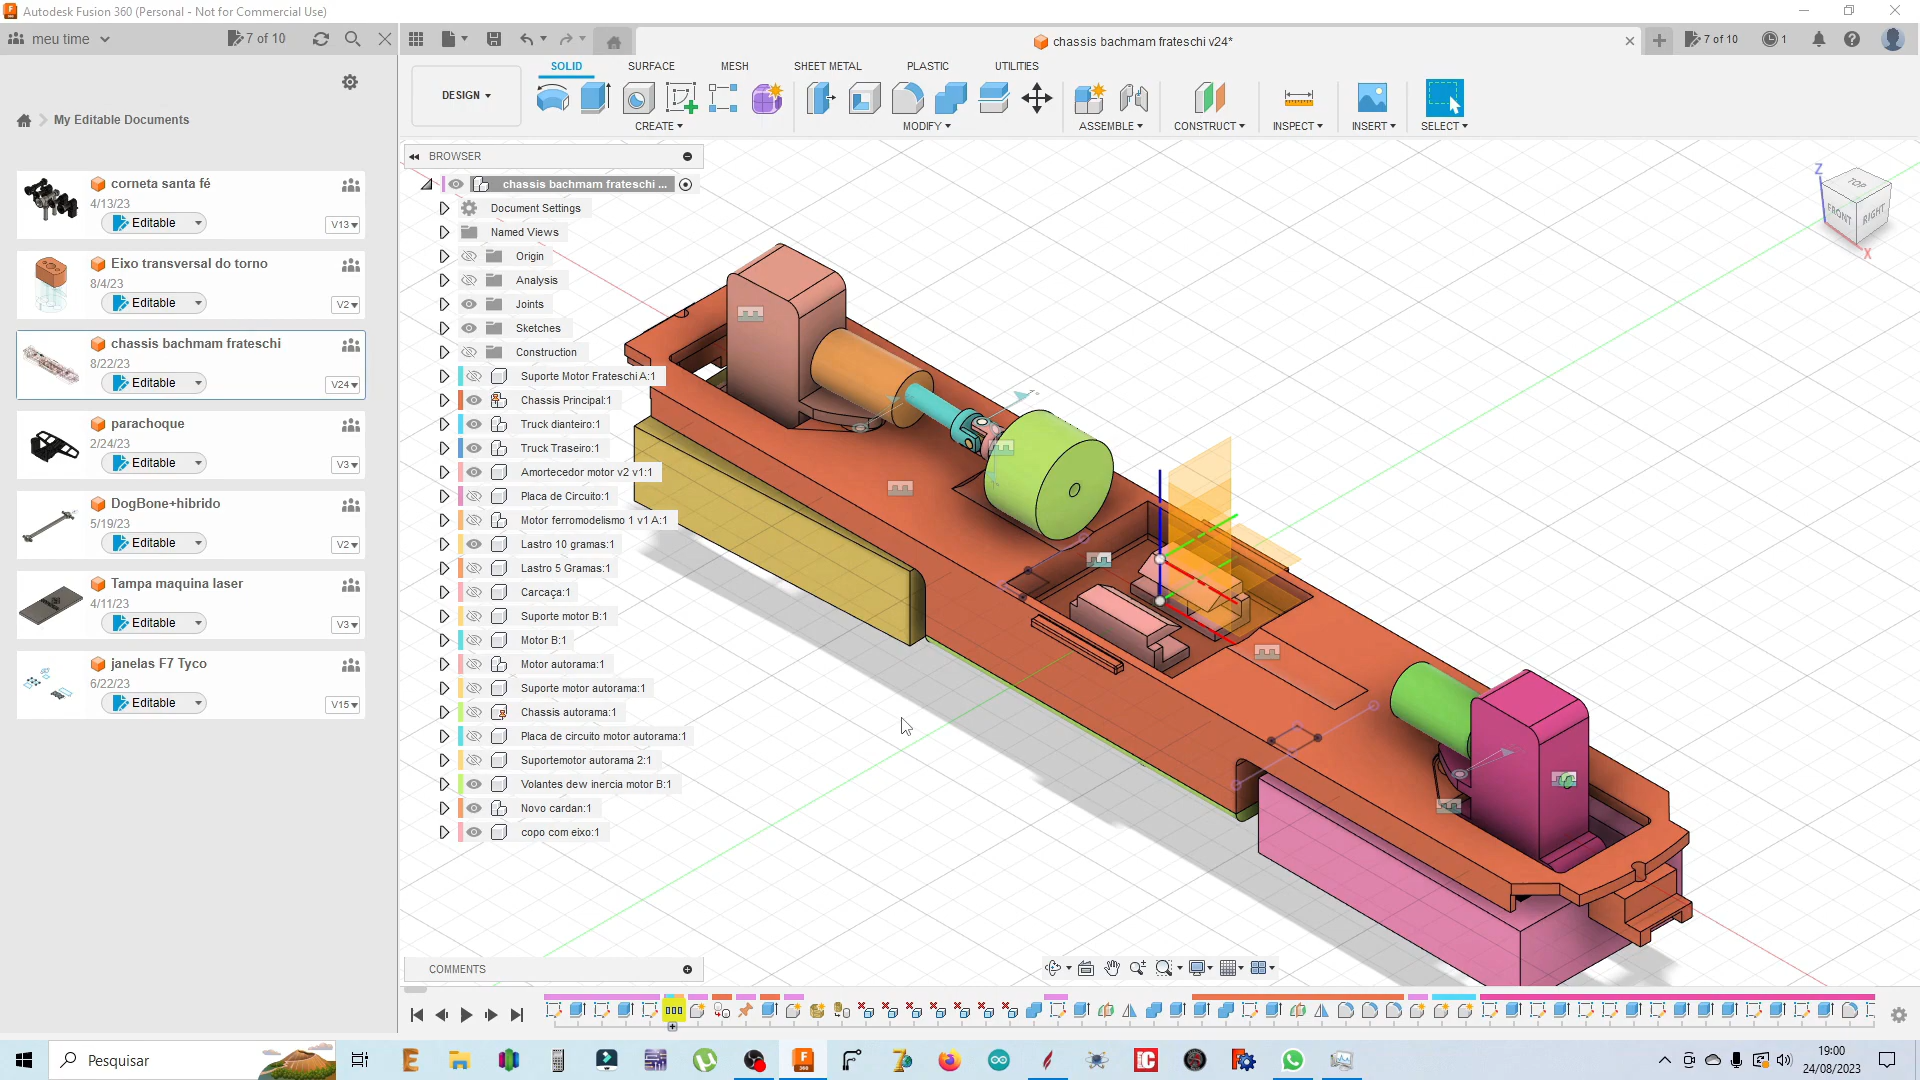 Autodesk Fusion 360 (Personal - Not for Commercial Use)
meu time
7 of 10
chassis bachmam frateschi v24*
7 of 10
1
My Editable Documents
corneta santa fé
4/13/23
Editable
V13
Eixo transversal do torno
8/4/23
Editable
V2
chassis bachmam frateschi
8/22/23
Editable
V24
parachoque
2/24/23
Editable
V3
DogBone+hibrido
5/19/23
Editable
V2
Tampa maquina laser
4/11/23
Editable
V3
janelas F7 Tyco
6/22/23
Editable
V15
SOLID
SURFACE
MESH
SHEET METAL
PLASTIC
UTILITIES
DESIGN
CREATE
MODIFY
ASSEMBLE
CONSTRUCT
INSPECT
INSERT
SELECT
BROWSER
chassis bachmam frateschi ...
Document Settings
Named Views
Origin
Analysis
Joints
Sketches
Construction
Suporte Motor Frateschi A:1
Chassis Principal:1
Truck dianteiro:1
Truck Traseiro:1
Amortecedor motor v2 v1:1
Placa de Circuito:1
Motor ferromodelismo 1 v1 A:1
Lastro 10 gramas:1
Lastro 5 Gramas:1
Carcaça:1
Suporte motor B:1
Motor B:1
Motor autorama:1
Suporte motor autorama:1
Chassis autorama:1
Placa de circuito motor autorama:1
Suportemotor autorama 2:1
Volantes dew inercia motor B:1
Novo cardan:1
copo com eixo:1
Z
TOP
FRONT
RIGHT
X
COMMENTS
Pesquisar
19:00
24/08/2023